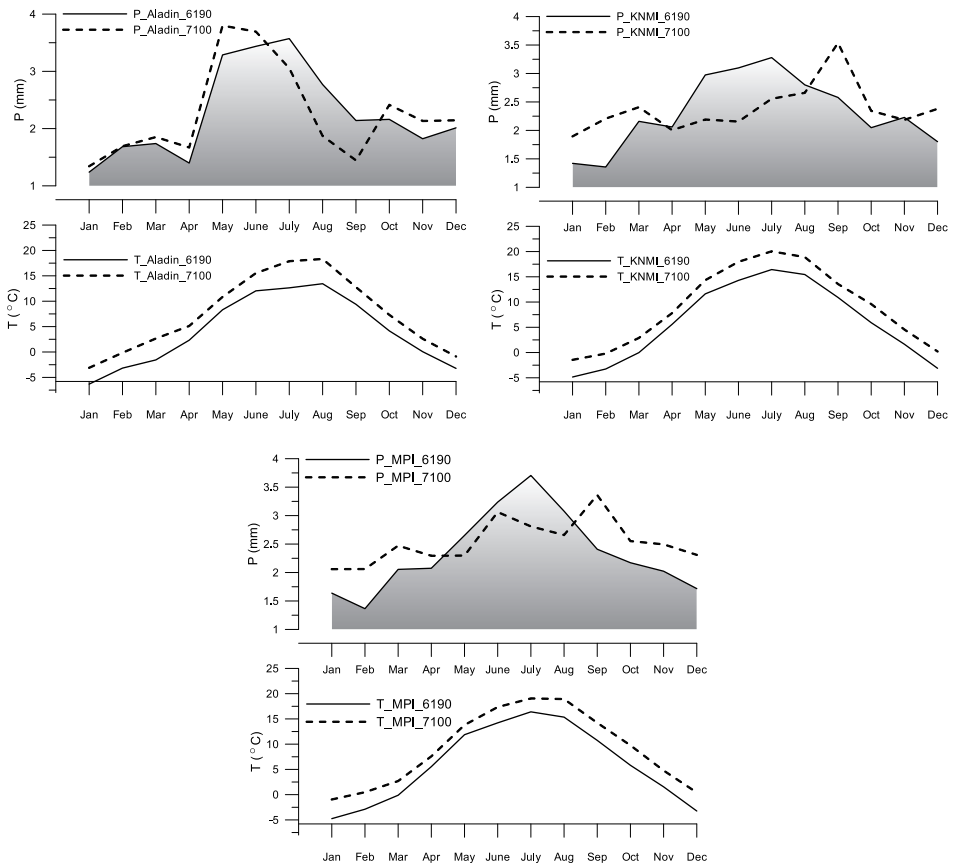 P_Aladin_6190
P_Aladin_7100
P (mm)
4
3
2
1
Jan Feb Mar Apr May June July Aug Sep Oct Nov Dec
T_Aladin_6190
T_Aladin_7100
T (°C)
25
20
15
10
5
0
-5
Jan Feb Mar Apr May June July Aug Sep Oct Nov Dec
P_KNMI_6190
P_KNMI_7100
P (mm)
4
3.5
3
2.5
2
1.5
1
Jan Feb Mar Apr May June July Aug Sep Oct Nov Dec
T_KNMI_6190
T_KNMI_7100
T (°C)
25
20
15
10
5
0
-5
Jan Feb Mar Apr May June July Aug Sep Oct Nov Dec
P_MPI_6190
P_MPI_7100
P (mm)
4
3.5
3
2.5
2
1.5
1
Jan Feb Mar Apr May June July Aug Sep Oct Nov Dec
T_MPI_6190
T_MPI_7100
T (°C)
25
20
15
10
5
0
-5
Jan Feb Mar Apr May June July Aug Sep Oct Nov Dec